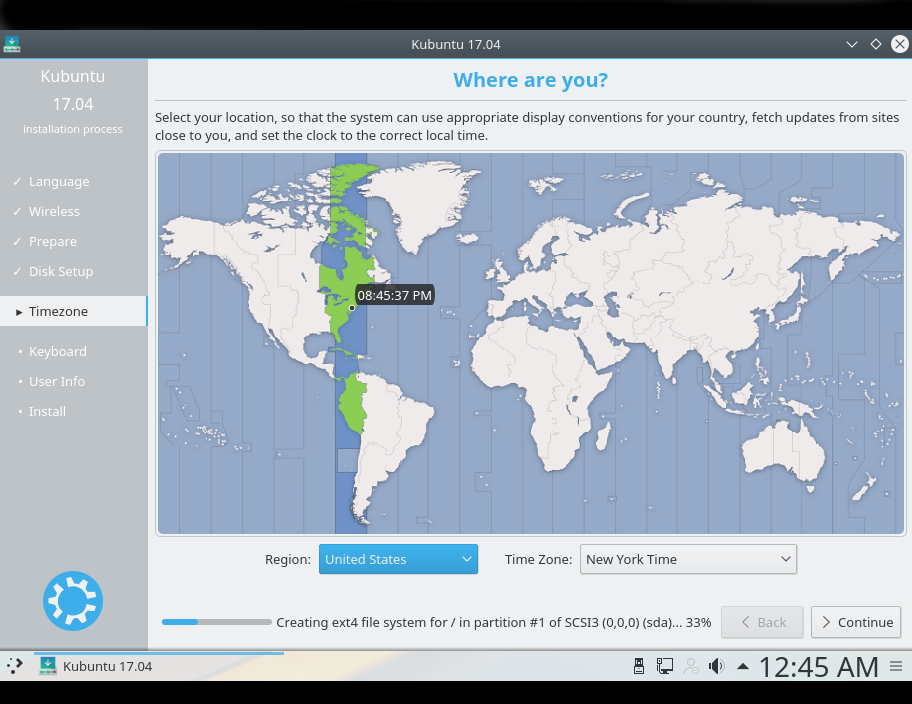 Kubuntu 17.04
Kubuntu
17.04
installation process
✓ Language
✓ Wireless
✓ Prepare
✓ Disk Setup
▸ Timezone
• Keyboard
• User Info
• Install
Where are you?
Select your location, so that the system can use appropriate display conventions for your country, fetch updates from sites
close to you, and set the clock to the correct local time.
08:45:37 PM
Region: United States Time Zone: New York Time
Creating ext4 file system for / in partition #1 of SCSI3 (0,0,0) (sda)... 33% Back Continue
Kubuntu 17.04 12:45 AM